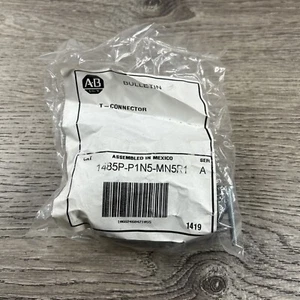 AB
BULLETIN
T-CONNECTOR
CAT
ASSEMBLED IN MEXICO
SER
1485P-P1N5-MN5R1
A
1419